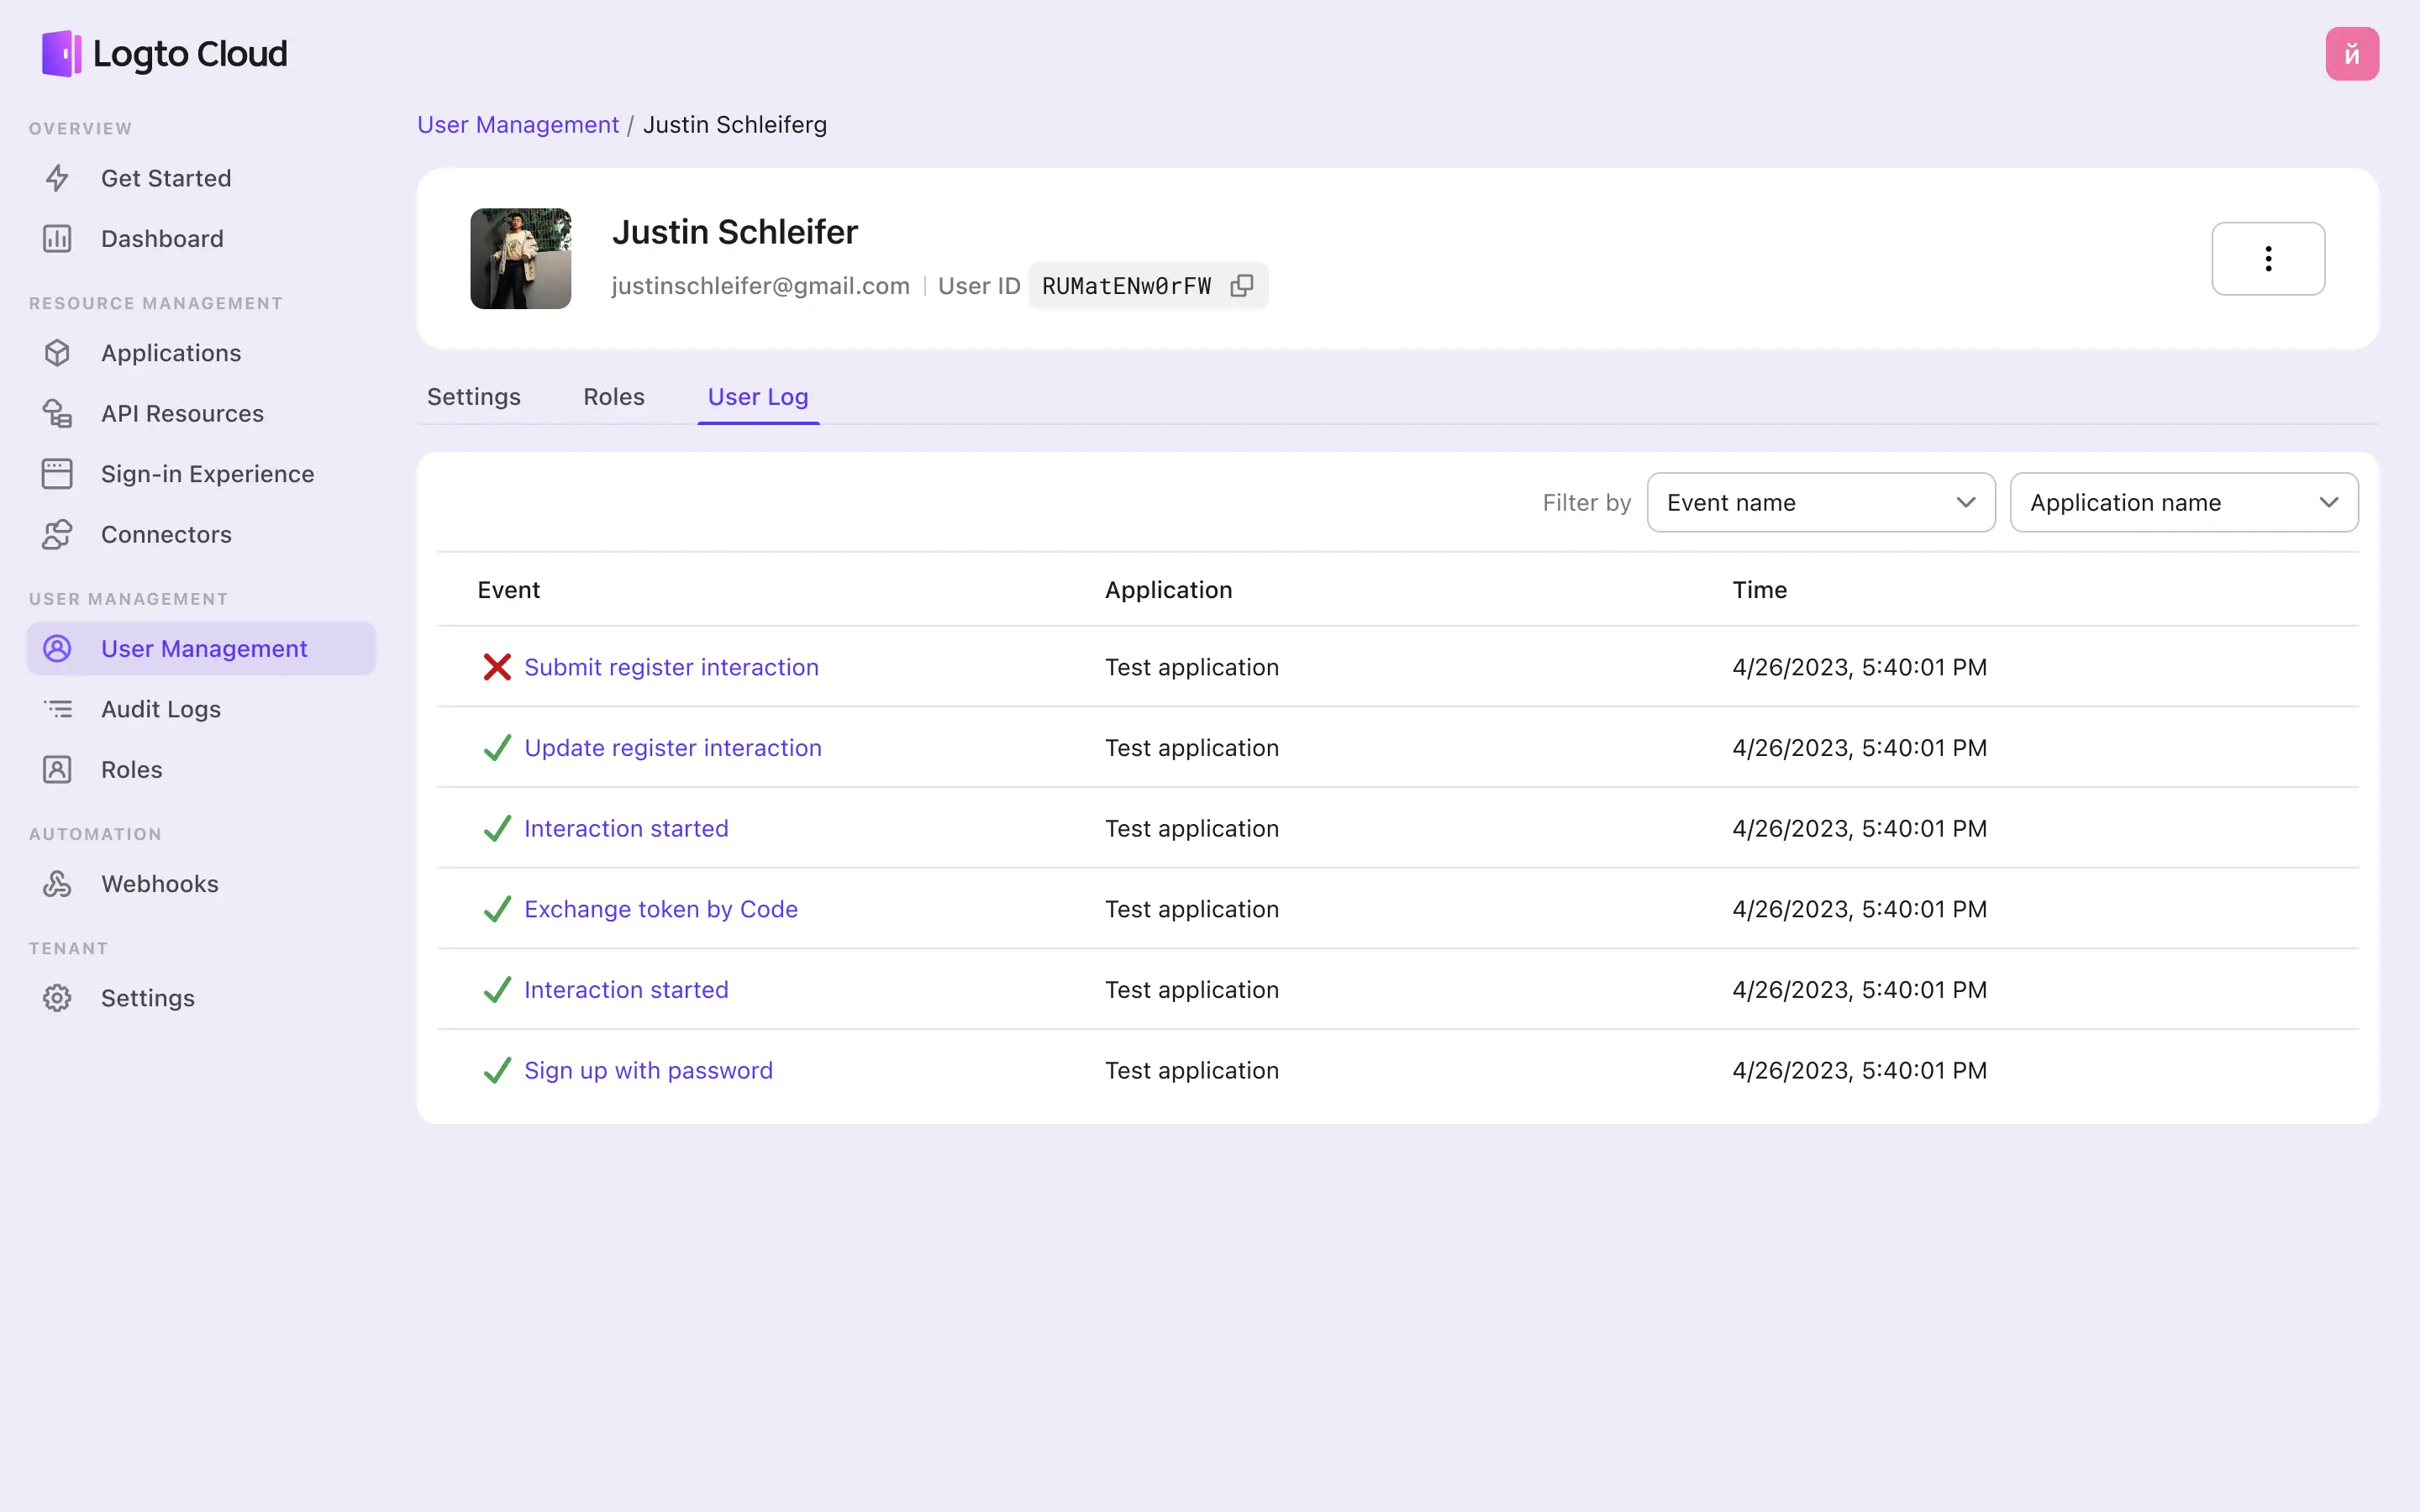 Logto Cloud
й
OVERVIEW
Get Started
Dashboard
RESOURCE MANAGEMENT
Applications
API Resources
Sign-in Experience
Connectors
USER MANAGEMENT
User Management
Audit Logs
Roles
AUTOMATION
Webhooks
TENANT
Settings
User Management / Justin Schleiferg
Justin Schleifer
justinschleifer@gmail.com | User ID RUMatENw0rFW
Settings Roles User Log
Filter by Event name Application name
Event Application Time
Submit register interaction Test application 4/26/2023, 5:40:01 PM
Update register interaction Test application 4/26/2023, 5:40:01 PM
Interaction started Test application 4/26/2023, 5:40:01 PM
Exchange token by Code Test application 4/26/2023, 5:40:01 PM
Interaction started Test application 4/26/2023, 5:40:01 PM
Sign up with password Test application 4/26/2023, 5:40:01 PM